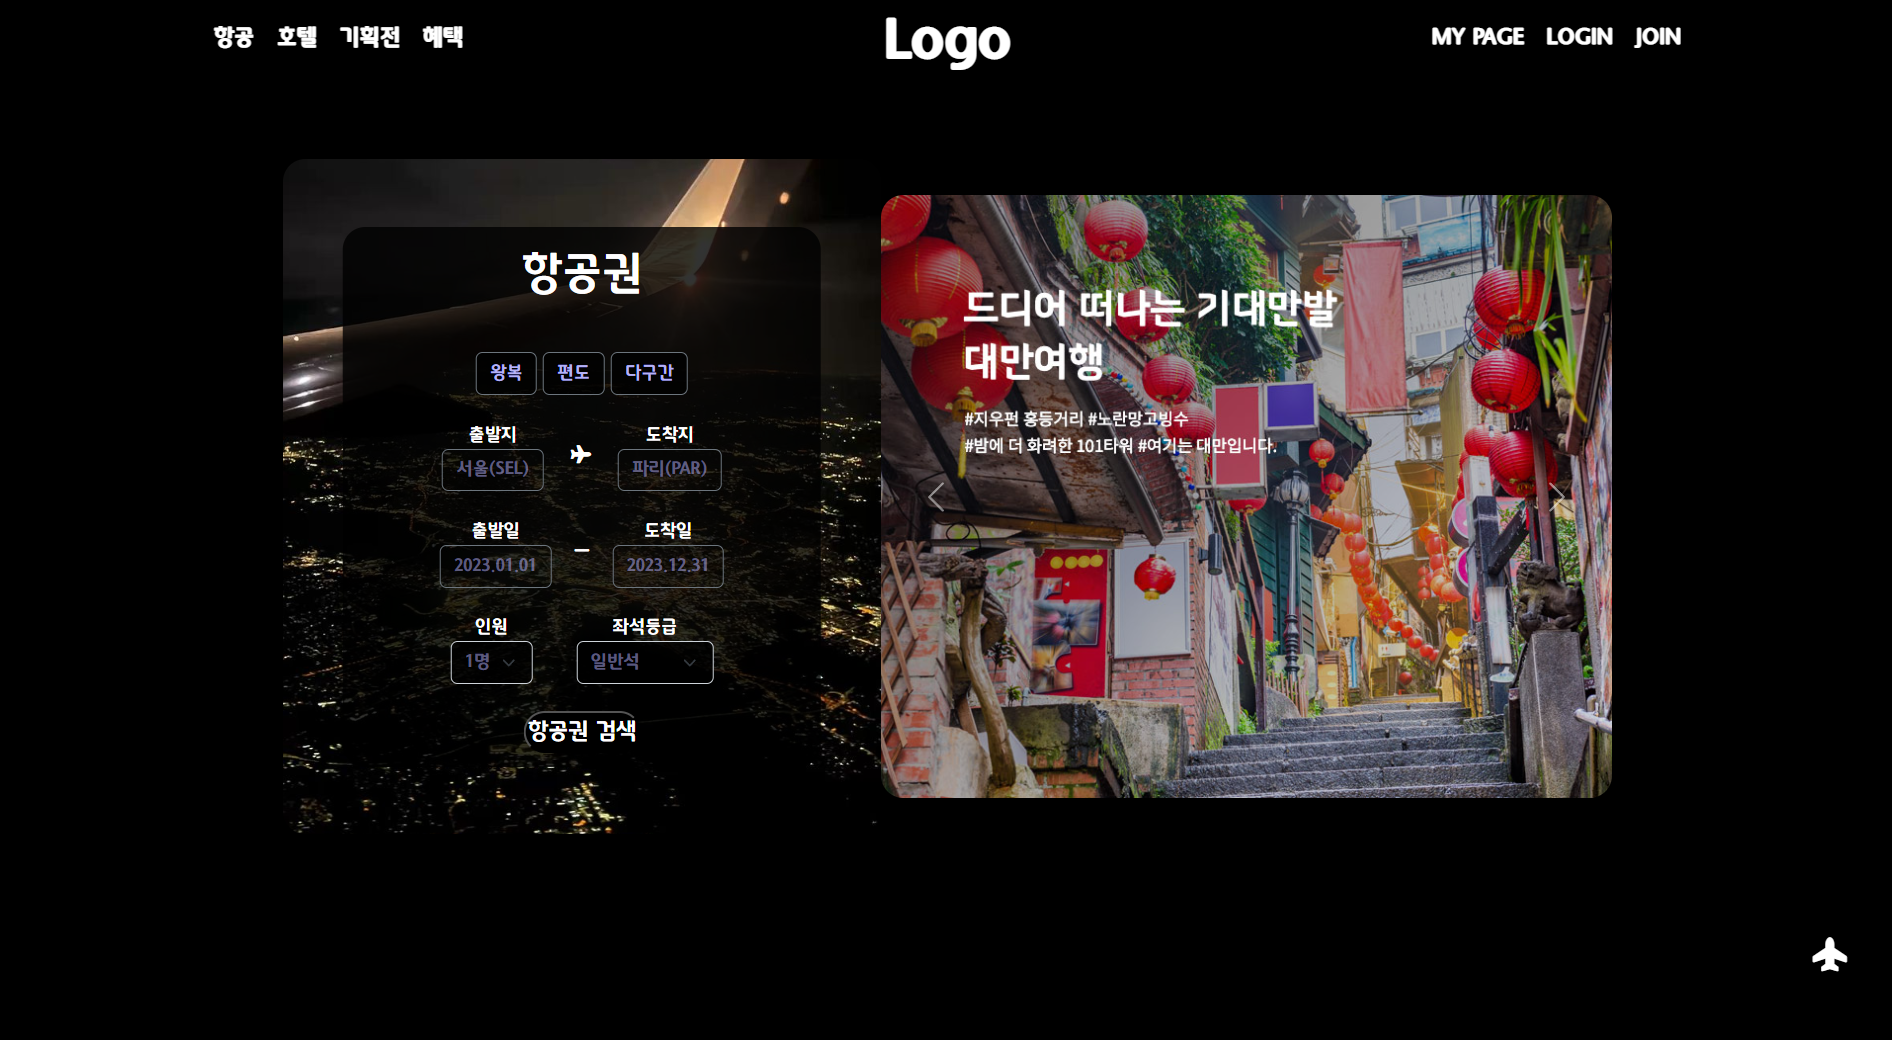 항공 호텔 기획전 혜택
Logo
MY PAGE LOGIN JOIN
항공권
왕복 편도 다구간
출발지 도착지
서울(SEL) 파리(PAR)
출발일 도착일
2023.01.01 – 2023.12.31
인원 좌석등급
1명 일반석
항공권 검색
드디어 떠나는 기대만발
대만여행
#지우펀 홍등거리 #노란망고빙수
#밤에 더 화려한 101타워 #여기는 대만입니다.